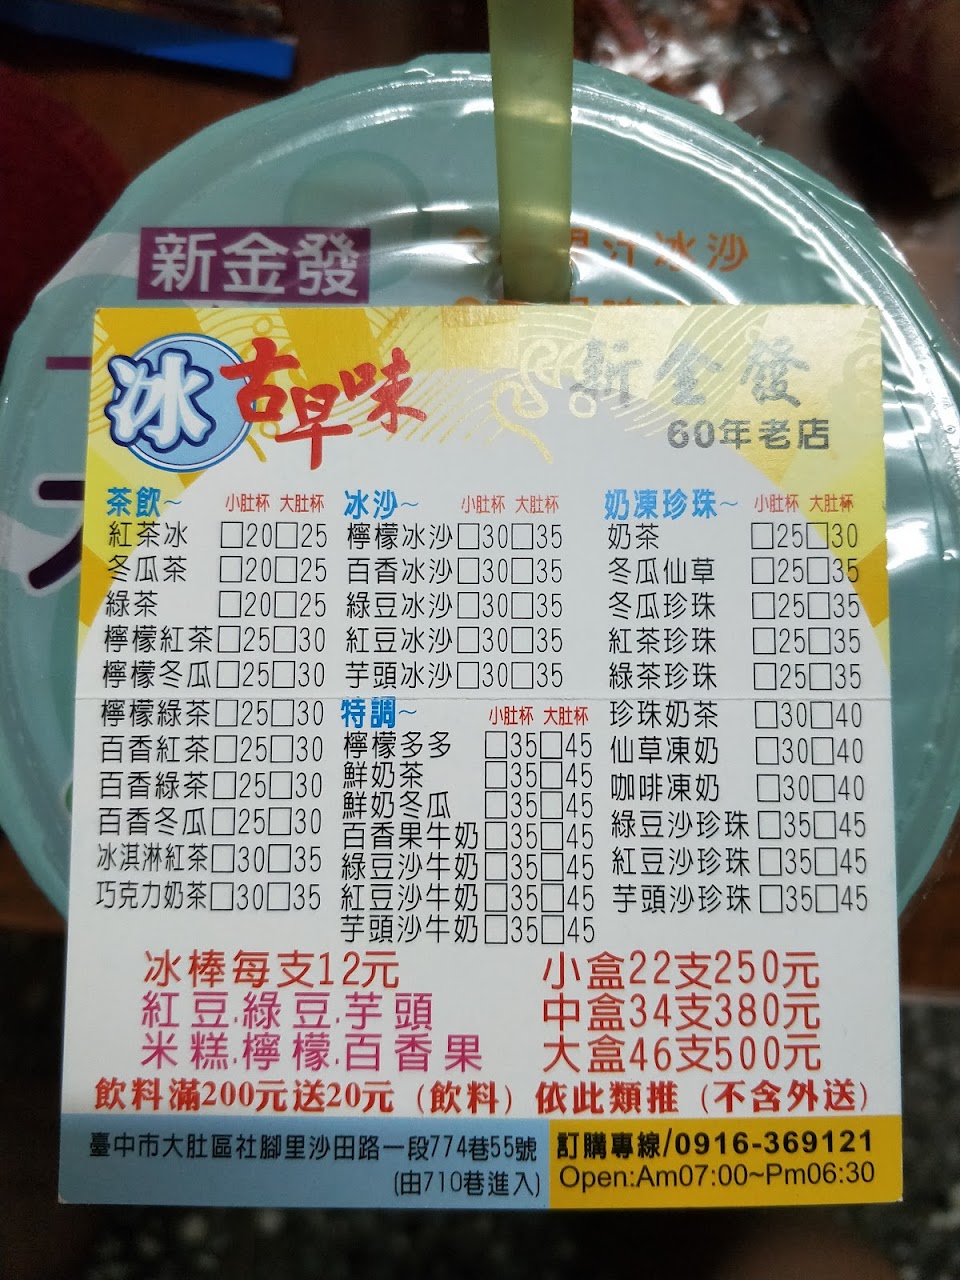 新金發
冰沙
冰 古早味
新金發
60年老店
茶飲~ 小肚杯 大肚杯
紅茶冰 □20□25
冬瓜茶 □20□25
綠茶 □20□25
檸檬紅茶□25□30
檸檬冬瓜□25□30
檸檬綠茶□25□30
百香紅茶□25□30
百香綠茶□25□30
百香冬瓜□25□30
冰淇淋紅茶□30□35
巧克力奶茶□30□35
冰沙~ 小肚杯 大肚杯
檸檬冰沙□30□35
百香冰沙□30□35
綠豆冰沙□30□35
紅豆冰沙□30□35
芋頭冰沙□30□35
特調~ 小肚杯 大肚杯
檸檬多多 □35□45
鮮奶茶 □35□45
鮮奶冬瓜 □35□45
百香果牛奶□35□45
綠豆沙牛奶□35□45
紅豆沙牛奶□35□45
芋頭沙牛奶□35□45
奶凍珍珠~ 小肚杯 大肚杯
奶茶 □25□30
冬瓜仙草 □25□35
冬瓜珍珠 □25□35
紅茶珍珠 □25□35
綠茶珍珠 □25□35
珍珠奶茶 □30□40
仙草凍奶 □30□40
咖啡凍奶 □30□40
綠豆沙珍珠□35□45
紅豆沙珍珠□35□45
芋頭沙珍珠□35□45
冰棒每支12元
紅豆.綠豆.芋頭
米糕.檸檬.百香果
小盒22支250元
中盒34支380元
大盒46支500元
飲料滿200元送20元（飲料）依此類推（不含外送）
臺中市大肚區社腳里沙田路一段774巷55號
(由710巷進入)
訂購專線/0916-369121
Open:Am07:00~Pm06:30